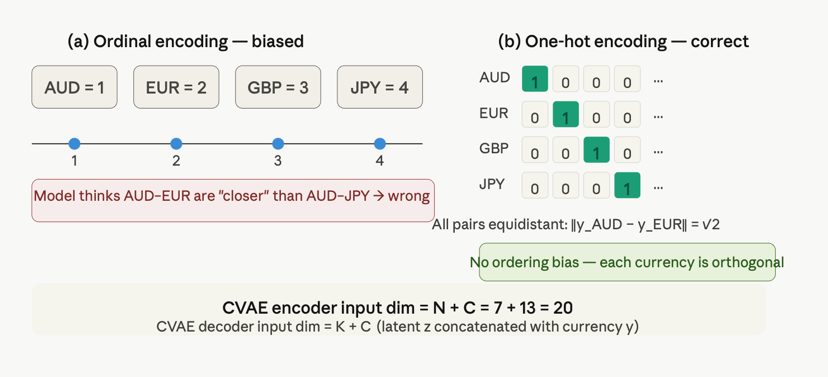 (a) Ordinal encoding — biased
AUD = 1 EUR = 2 GBP = 3 JPY = 4
1 2 3 4
Model thinks AUD–EUR are "closer" than AUD–JPY → wrong
(b) One-hot encoding — correct
AUD 1 0 0 0 ...
EUR 0 1 0 0 ...
GBP 0 0 1 0 ...
JPY 0 0 0 1 ...
All pairs equidistant: ‖y_AUD − y_EUR‖ = √2
No ordering bias — each currency is orthogonal
CVAE encoder input dim = N + C = 7 + 13 = 20
CVAE decoder input dim = K + C (latent z concatenated with currency y)